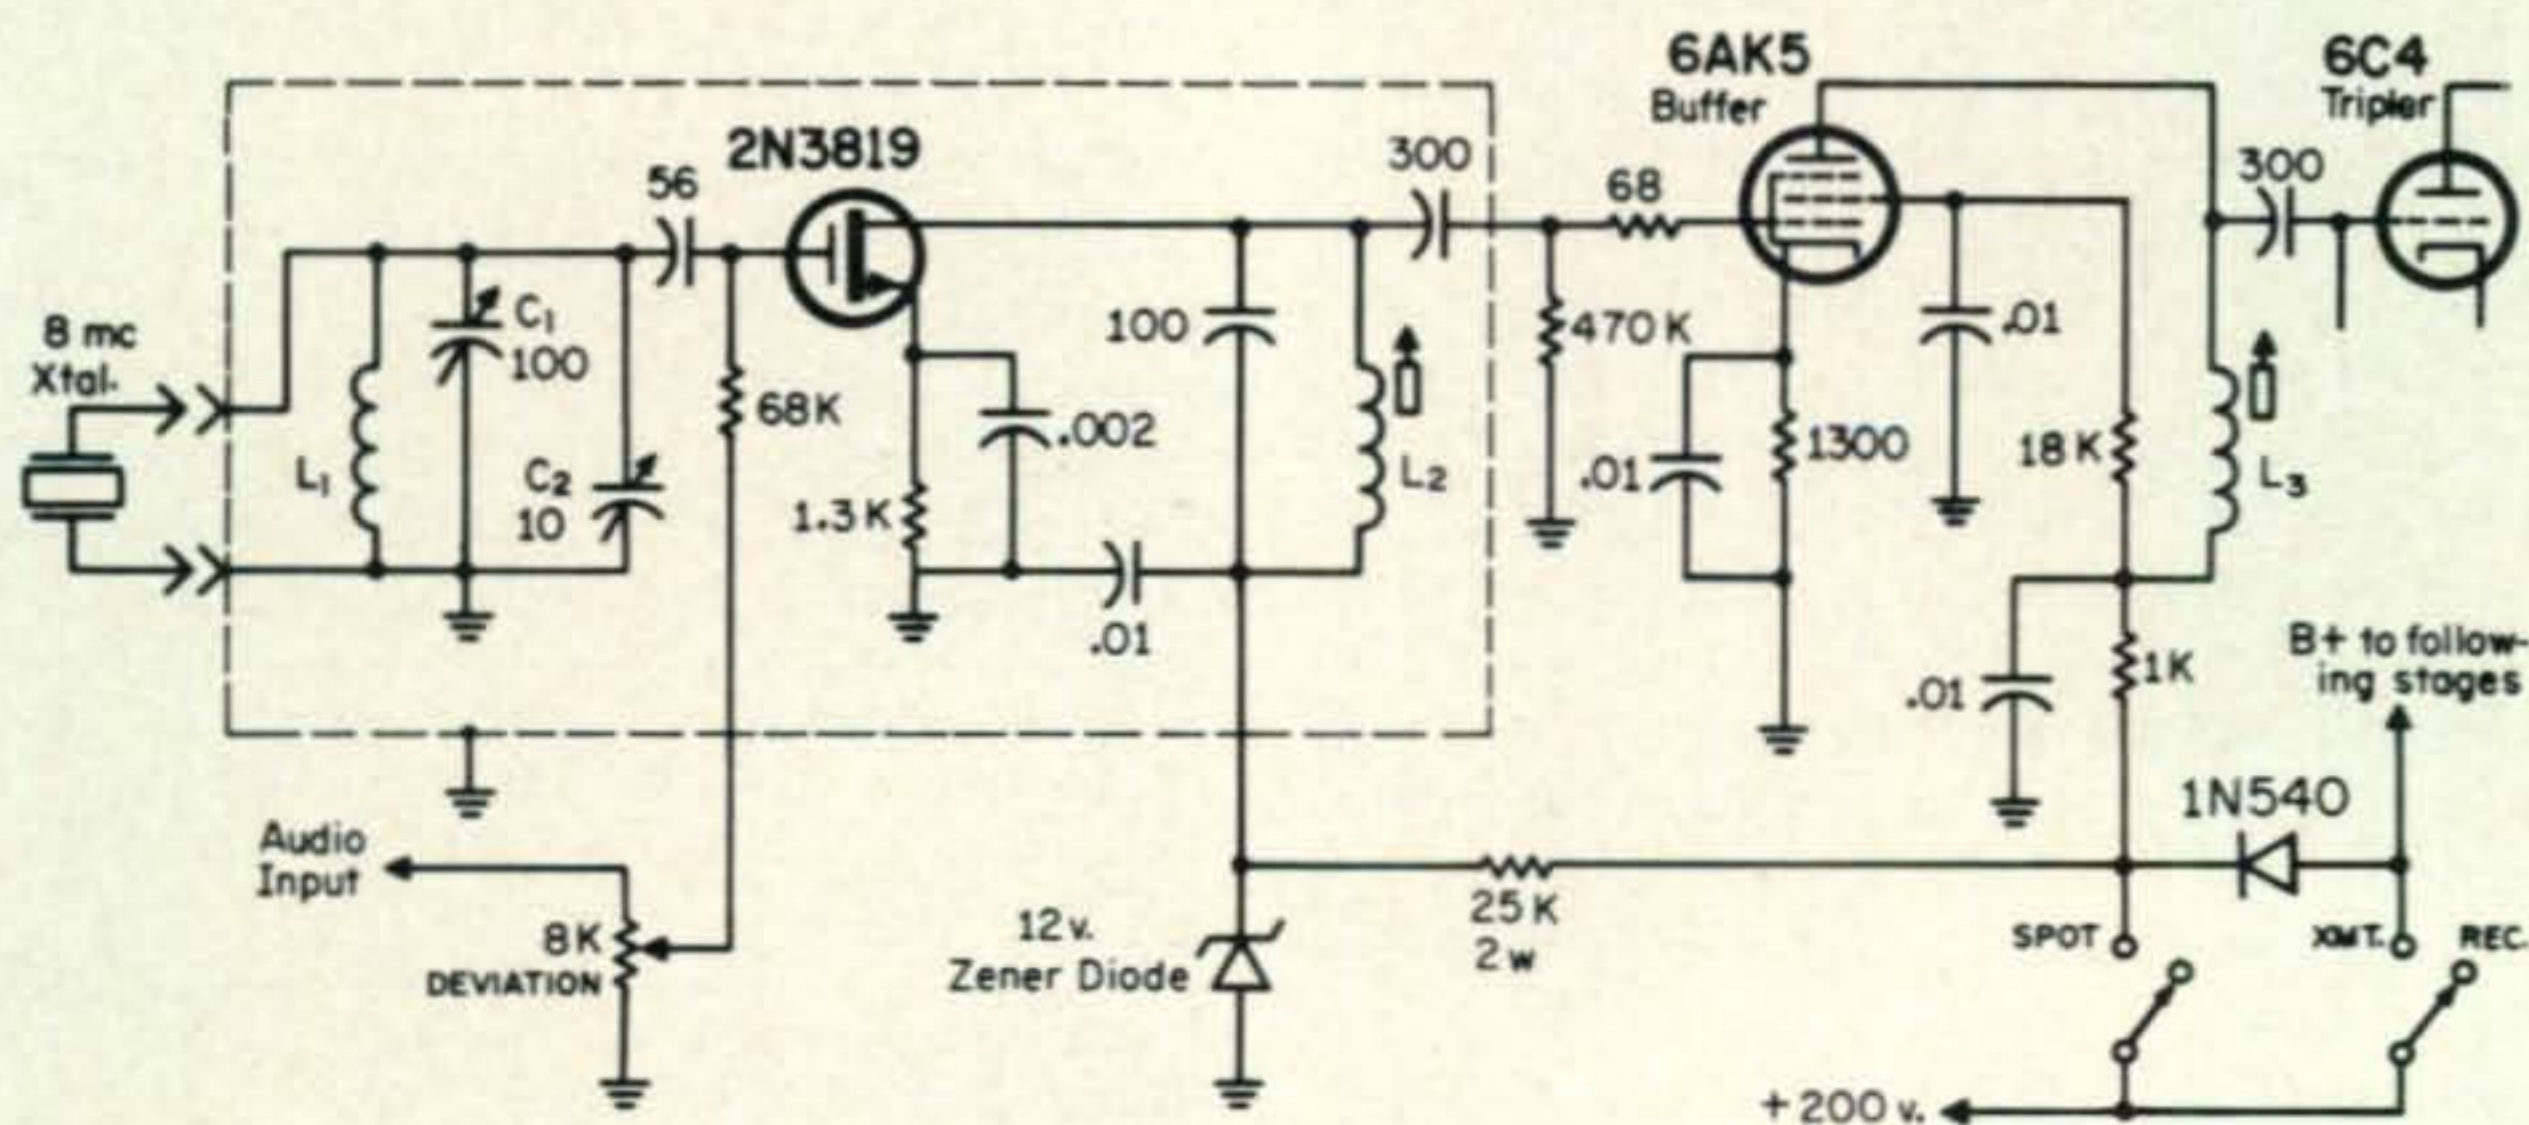 6AK5
Buffer
6C4
Tripler
2N3819
56
300
68
300
8 mc
Xtal.
C1
100
100
470 K
.01
68K
.002
L1
C2
10
1.3 K
L2
.01
1300
18 K
L3
.01
.01
1K
B+ to follow-
ing stages
1N540
Audio
Input
8K
DEVIATION
12 v.
Zener Diode
25 K
2 w
SPOT
XMT.
REC.
+200 v.